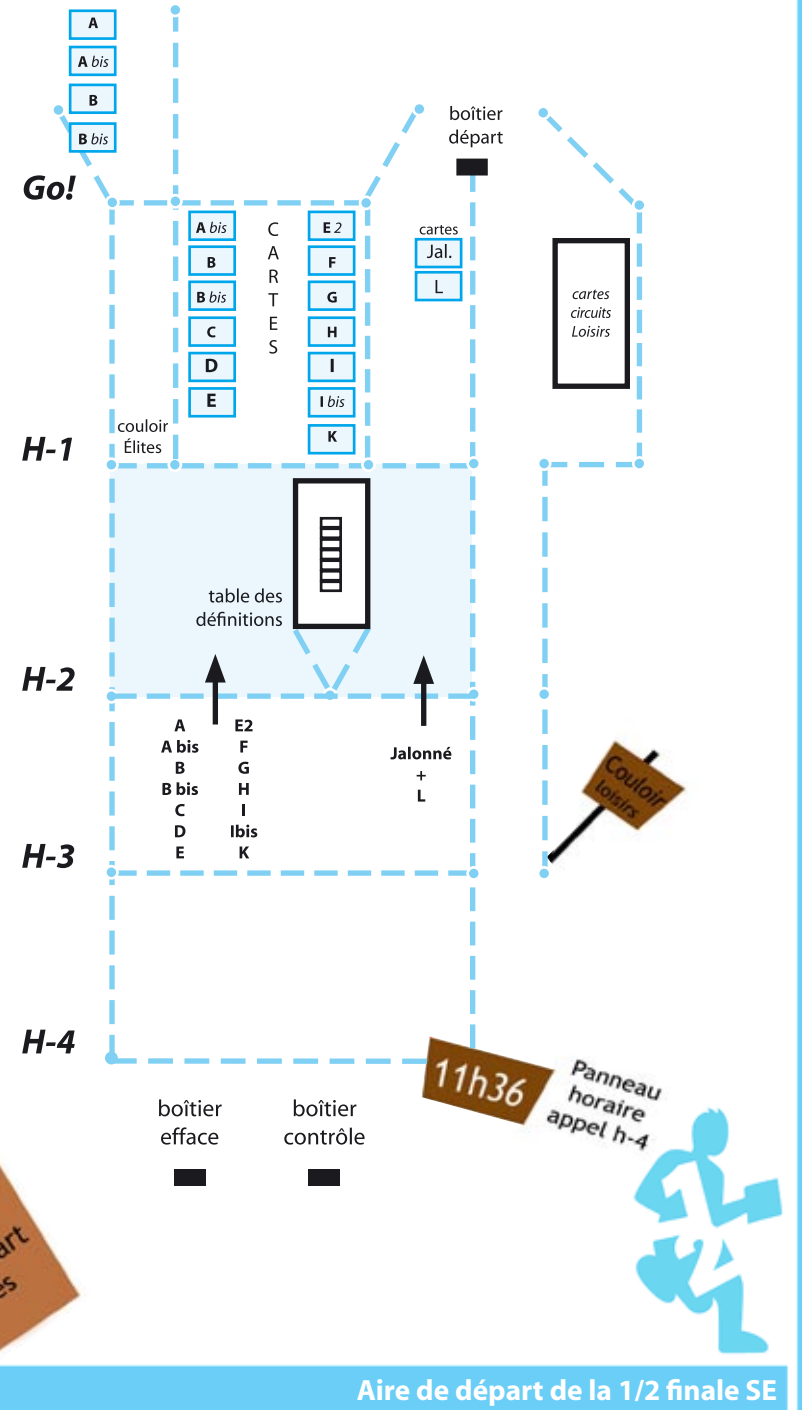 A
A bis
B
B bis
boîtier
départ
Go!
A bis
B
B bis
C
D
E
CARTES
E 2
F
G
H
I
I bis
K
cartes
Jal.
L
cartes
circuits
Loisirs
couloir
Élites
H-1
table des
définitions
H-2
A
A bis
B
B bis
C
D
E
E2
F
G
H
I
Ibis
K
Jalonné
+
L
Couloir
loisirs
H-3
H-4
11h36
Panneau
horaire
appel h-4
boîtier
efface
boîtier
contrôle
Aire de départ de la 1/2 finale SE